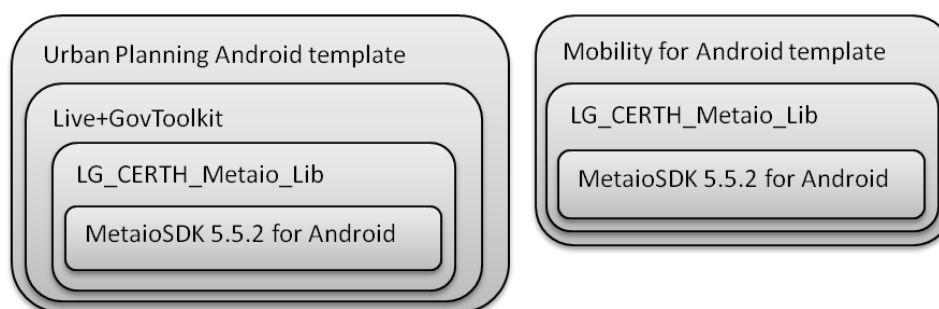 Urban Planning Android template
Live+GovToolkit
LG_CERTH_Metaio_Lib
MetaioSDK 5.5.2 for Android
Mobility for Android template
LG_CERTH_Metaio_Lib
MetaioSDK 5.5.2 for Android